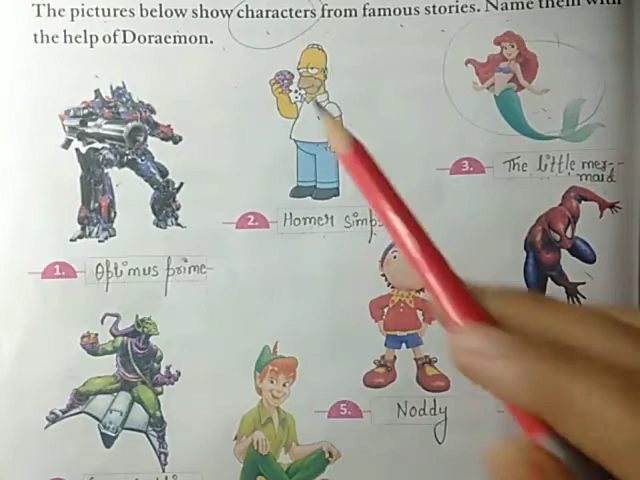 The pictures below show characters from famous stories. Name them with
the help of Doraemon.
3. The little mer-
maid
2. Homer simp
1. Optimus prime
5. Noddy